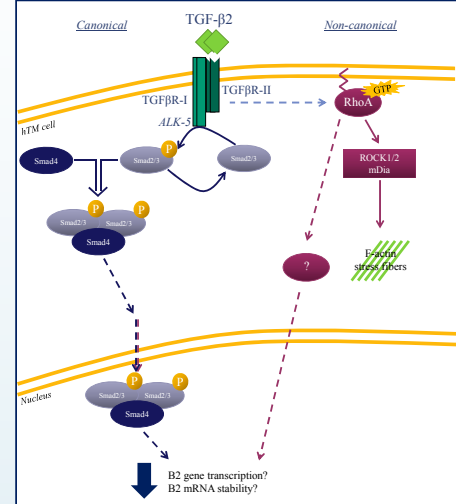 TGF-β2
Canonical
Non-canonical
TGFβR-I
TGFβR-II
ALK-5
GTP
RhoA
hTM cell
Smad4
P
Smad2/3
Smad2/3
ROCK1/2
mDia
P
P
Smad2/3
Smad2/3
Smad4
?
F-actin
stress fibers
P
P
Smad2/3
Smad2/3
Smad4
Nucleus
B2 gene transcription?
B2 mRNA stability?